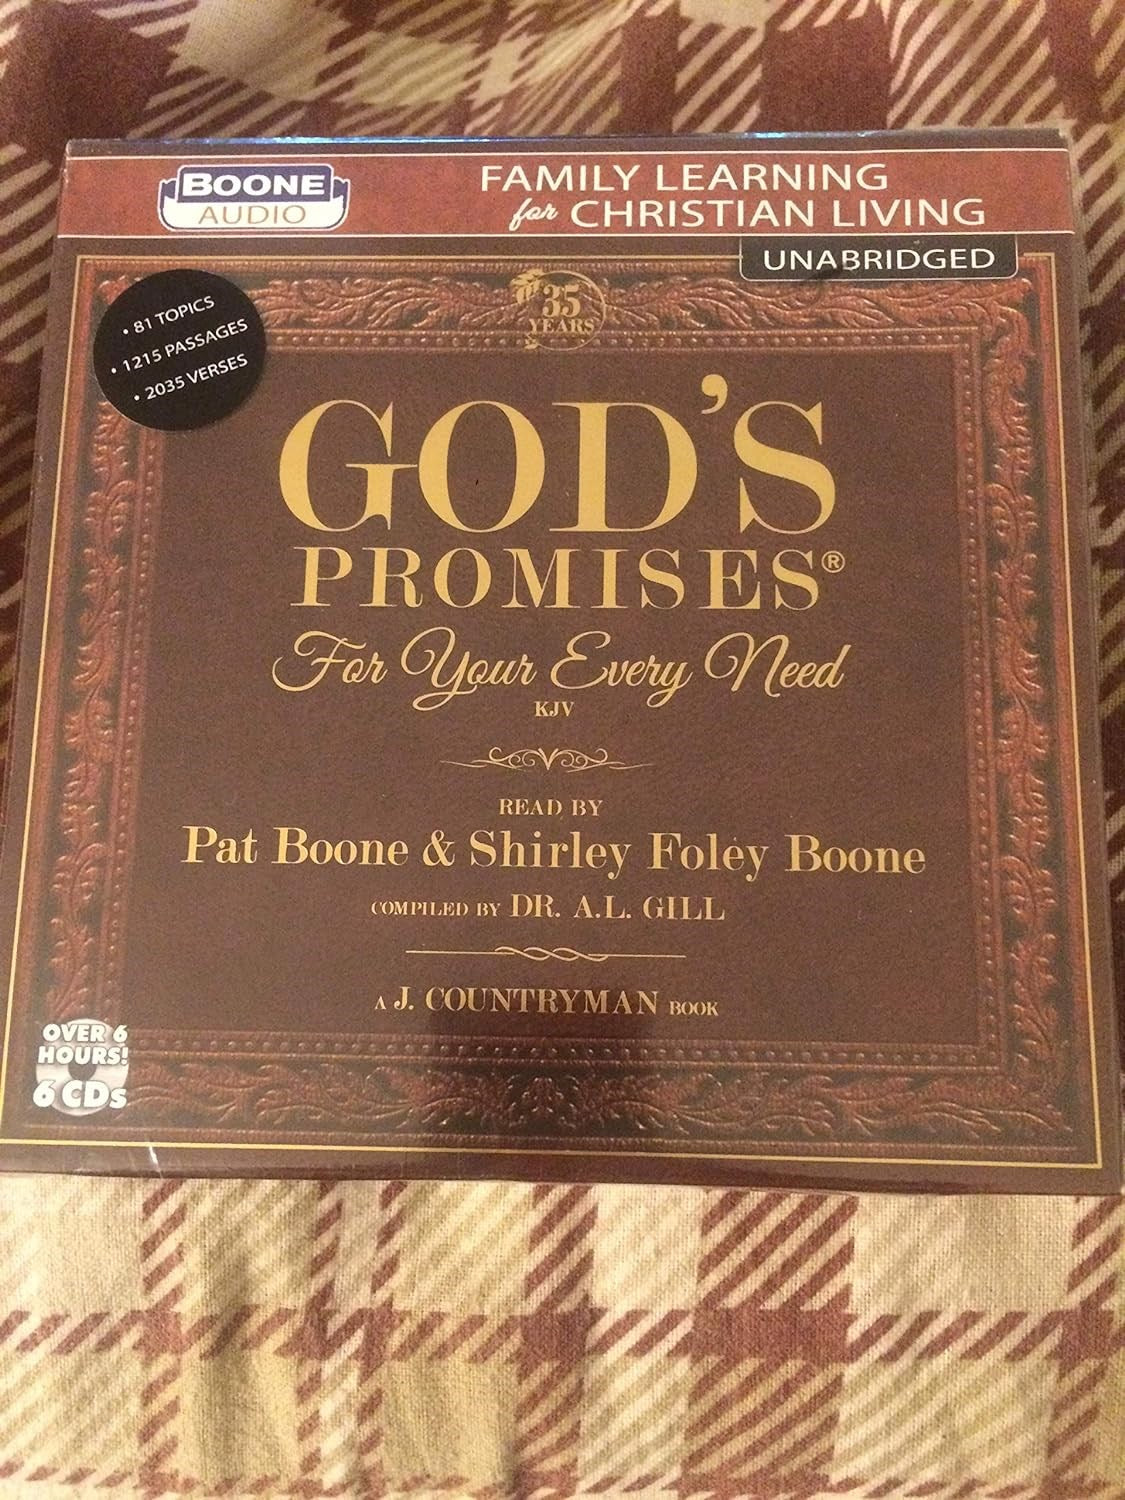 BOONE
AUDIO
FAMILY LEARNING
for CHRISTIAN LIVING
UNABRIDGED
• 81 TOPICS
• 1215 PASSAGES
• 2035 VERSES
35
YEARS
GOD'S
PROMISES®
For Your Every Need
KJV
READ BY
Pat Boone & Shirley Foley Boone
COMPILED BY DR. A.L. GILL
A J. COUNTRYMAN BOOK
OVER 6
HOURS!
6 CDs